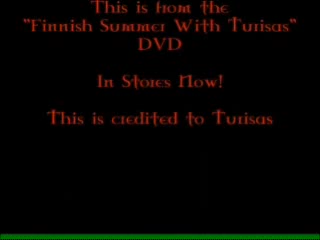 This is from the
"Finnish Summer With Turisas"
DVD
In Stores Now!
This is credited to Turisas